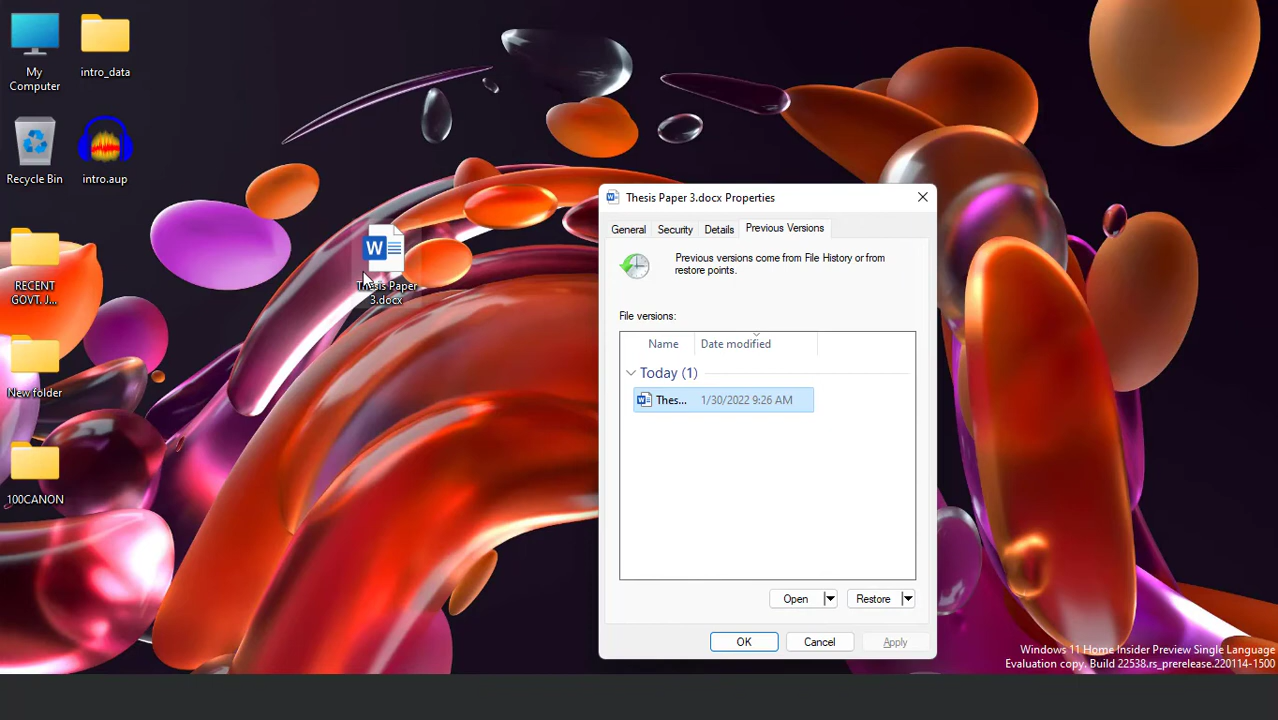 My
Computer
intro_data
Recycle Bin
intro.aup
RECENT
GOVT. J...
New folder
100CANON
W
Thesis Paper
3.docx
Thesis Paper 3.docx Properties
General
Security
Details
Previous Versions
Previous versions come from File History or from
restore points.
File versions:
Name
Date modified
Today (1)
Thes...
1/30/2022 9:26 AM
Open
Restore
OK
Cancel
Apply
Windows 11 Home Insider Preview Single Language
Evaluation copy. Build 22538.rs_prerelease.220114-1500